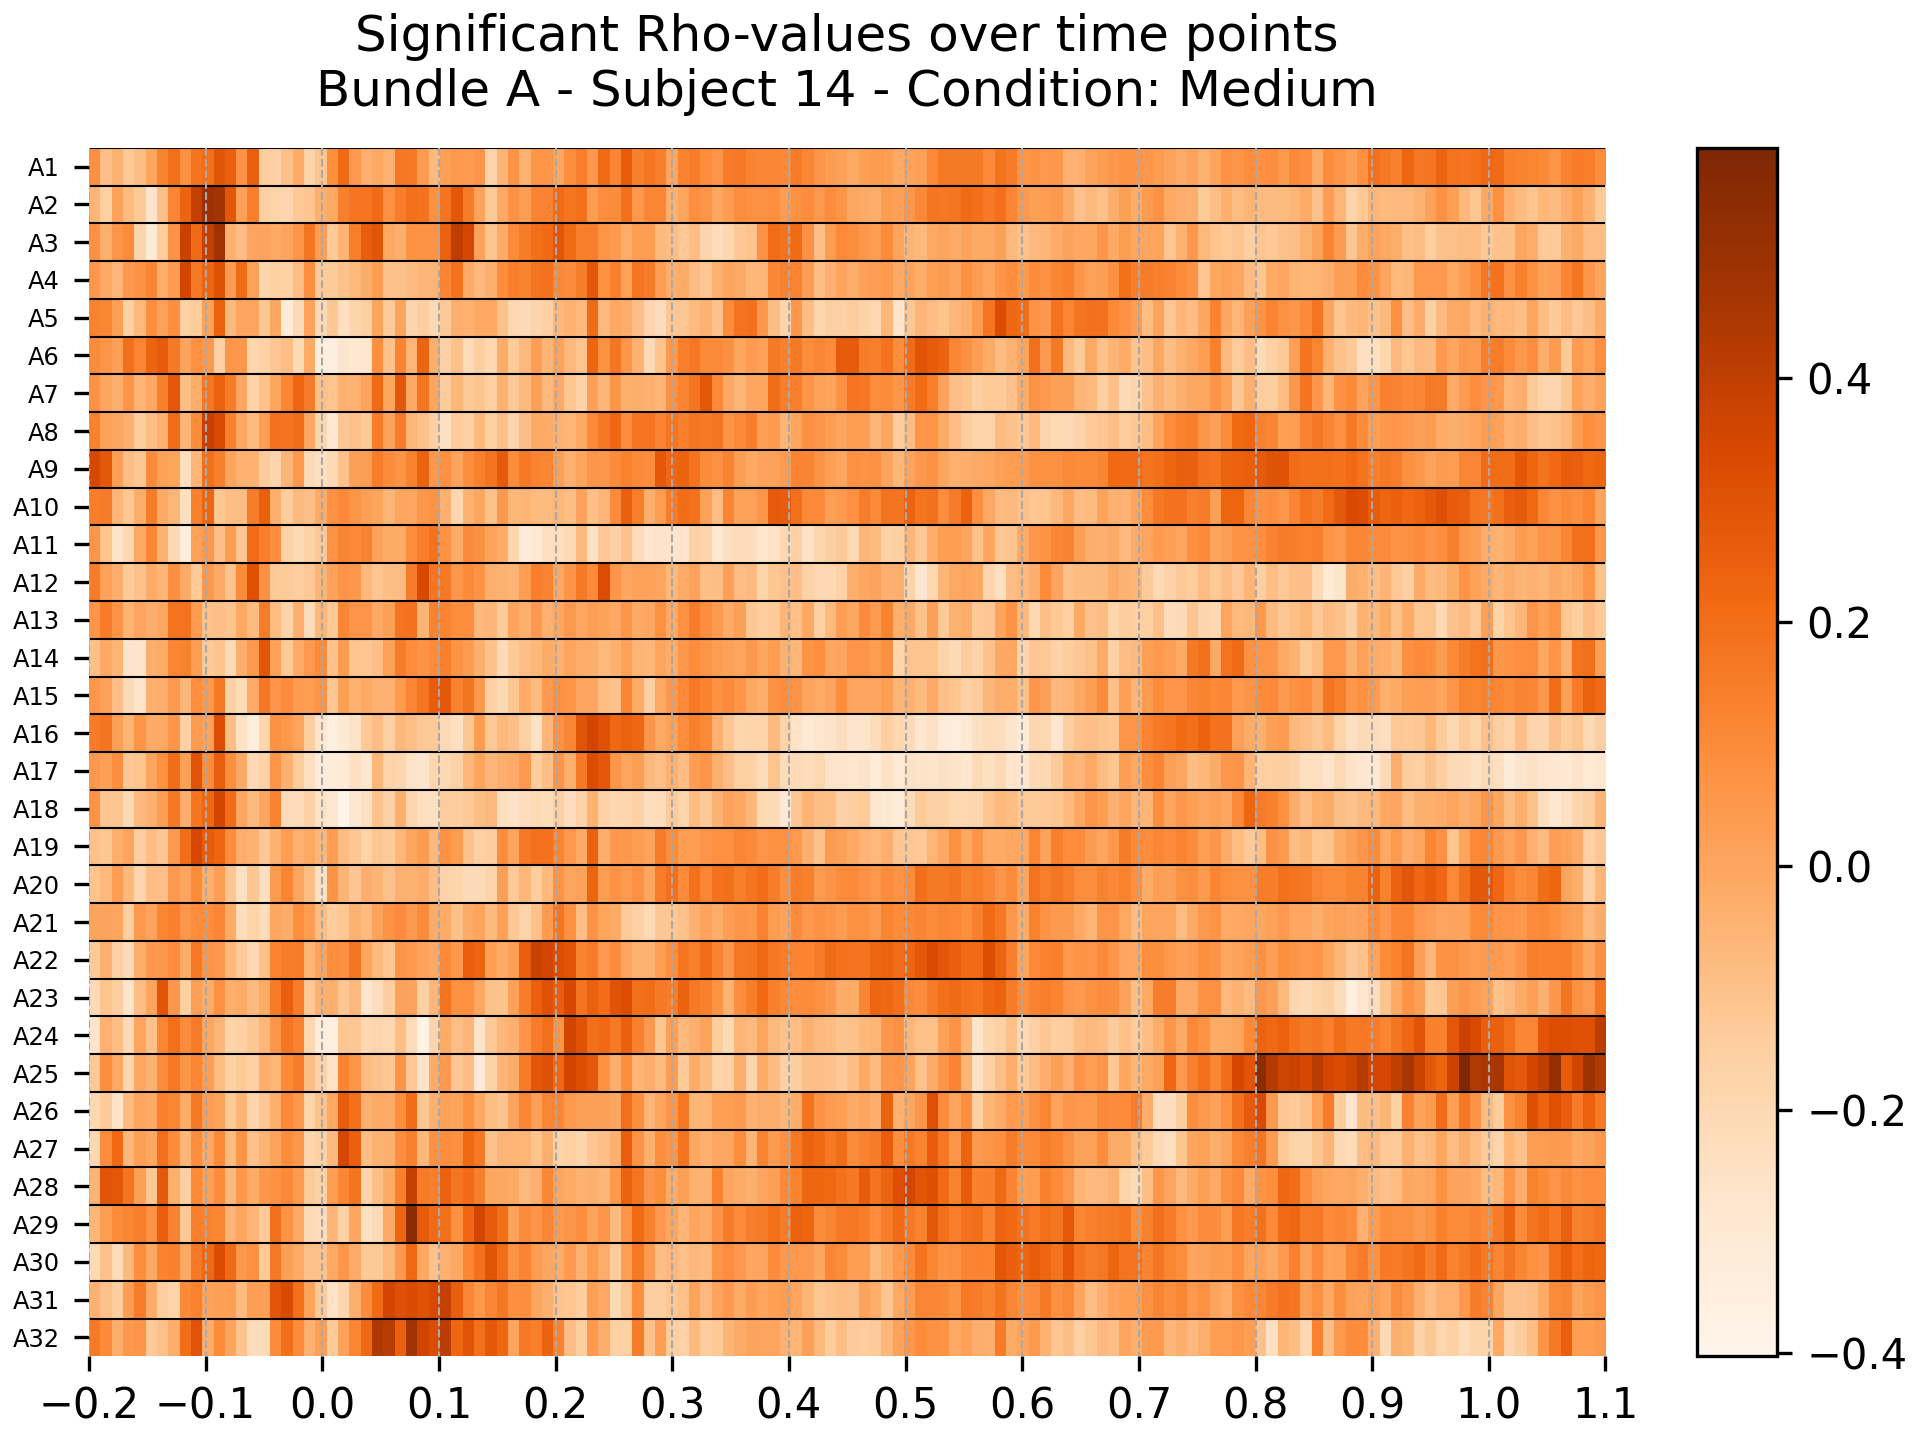 Significant Rho-values over time points
Bundle A - Subject 14 - Condition: Medium
A1
A2
A3
A4
A5
A6
A7
A8
A9
A10
A11
A12
A13
A14
A15
A16
A17
A18
A19
A20
A21
A22
A23
A24
A25
A26
A27
A28
A29
A30
A31
A32
−0.2 −0.1 0.0 0.1 0.2 0.3 0.4 0.5 0.6 0.7 0.8 0.9 1.0 1.1
0.4
0.2
0.0
−0.2
−0.4